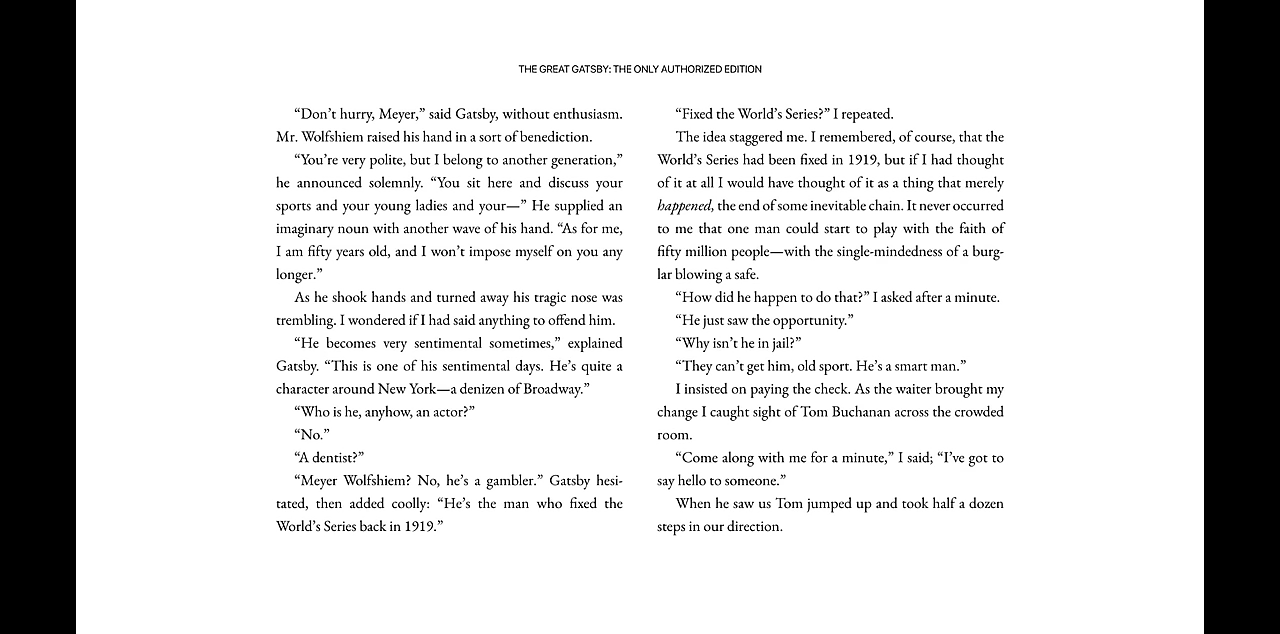 THE GREAT GATSBY: THE ONLY AUTHORIZED EDITION
“Don’t hurry, Meyer,” said Gatsby, without enthusiasm.
Mr. Wolfshiem raised his hand in a sort of benediction.
“You’re very polite, but I belong to another generation,”
he announced solemnly. “You sit here and discuss your
sports and your young ladies and your—” He supplied an
imaginary noun with another wave of his hand. “As for me,
I am fifty years old, and I won’t impose myself on you any
longer.”
As he shook hands and turned away his tragic nose was
trembling. I wondered if I had said anything to offend him.
“He becomes very sentimental sometimes,” explained
Gatsby. “This is one of his sentimental days. He’s quite a
character around New York—a denizen of Broadway.”
“Who is he, anyhow, an actor?”
“No.”
“A dentist?”
“Meyer Wolfshiem? No, he’s a gambler.” Gatsby hesi-
tated, then added coolly: “He’s the man who fixed the
World’s Series back in 1919.”
“Fixed the World’s Series?” I repeated.
The idea staggered me. I remembered, of course, that the
World’s Series had been fixed in 1919, but if I had thought
of it at all I would have thought of it as a thing that merely
happened, the end of some inevitable chain. It never occurred
to me that one man could start to play with the faith of
fifty million people—with the single-mindedness of a burg-
lar blowing a safe.
“How did he happen to do that?” I asked after a minute.
“He just saw the opportunity.”
“Why isn’t he in jail?”
“They can’t get him, old sport. He’s a smart man.”
I insisted on paying the check. As the waiter brought my
change I caught sight of Tom Buchanan across the crowded
room.
“Come along with me for a minute,” I said; “I’ve got to
say hello to someone.”
When he saw us Tom jumped up and took half a dozen
steps in our direction.